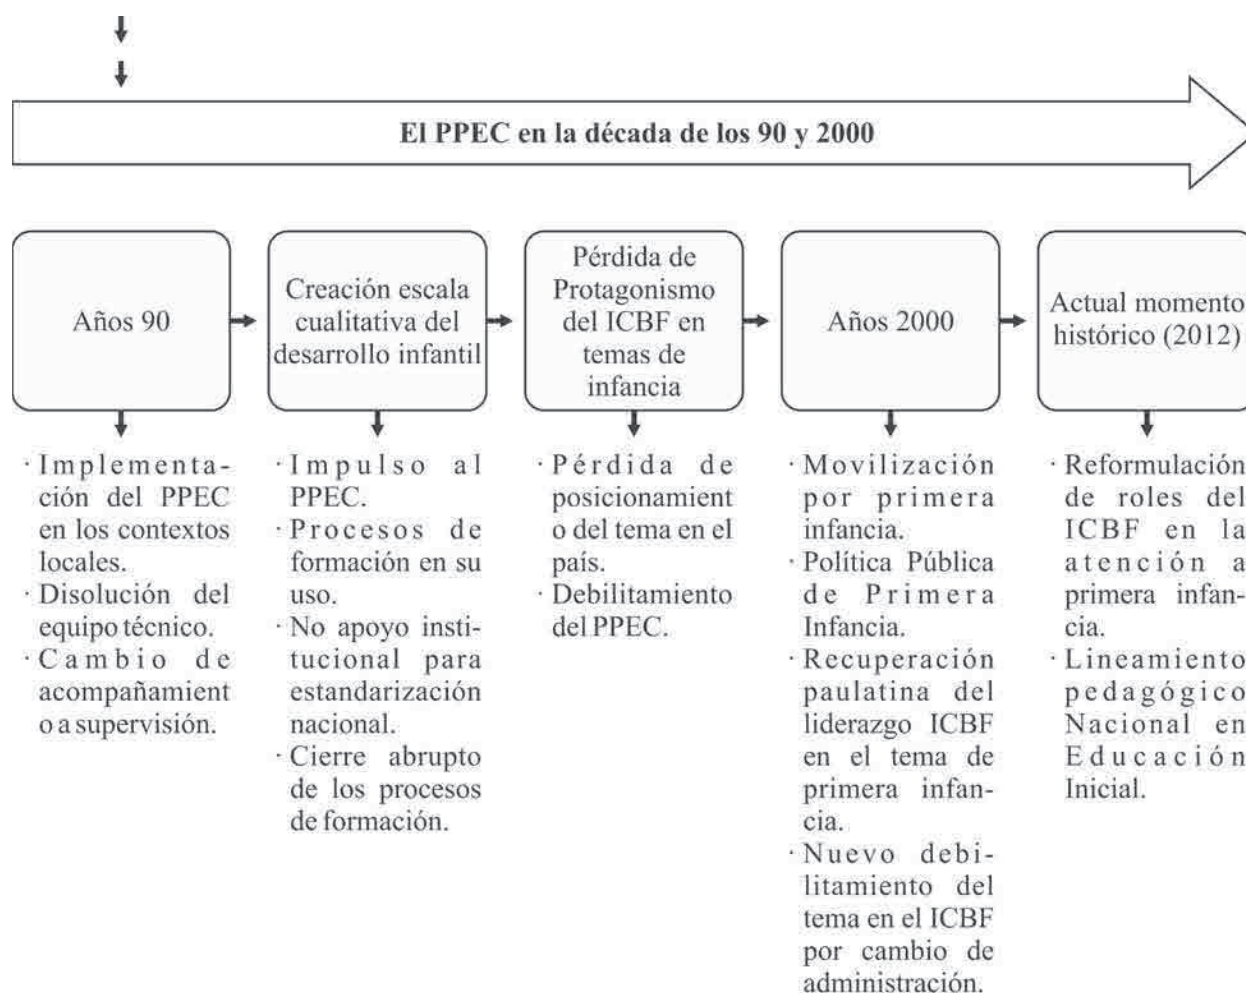 El PPEC en la década de los 90 y 2000
Años 90
· Implementa-
ción del PPEC
en los contextos
locales.
· Disolución del
equipo técnico.
· Cambio de
acompañamient
o a supervisión.
Creación escala
cualitativa del
desarrollo infantil
· Impulso al
PPEC.
· Procesos de
formación en su
uso.
· No apoyo insti-
tucional para
estandarización
nacional.
· Cierre abrupto
de los procesos
de formación.
Pérdida de
Protagonismo
del ICBF en
temas de
infancia
· Pérdida de
posicionamient
o del tema en el
país.
· Debilitamiento
del PPEC.
Años 2000
· Movilización
por primera
infancia.
· Política Pública
de Primera
Infancia.
· Recuperación
paulatina del
liderazgo ICBF
en el tema de
primera infan-
cia.
· Nuevo debi-
litamiento del
tema en el ICBF
por cambio de
administración.
Actual momento
histórico (2012)
· Reformulación
de roles del
ICBF en la
atención a
primera infan-
cia.
· Lineamiento
pedagógico
Nacional en
Educación
Inicial.